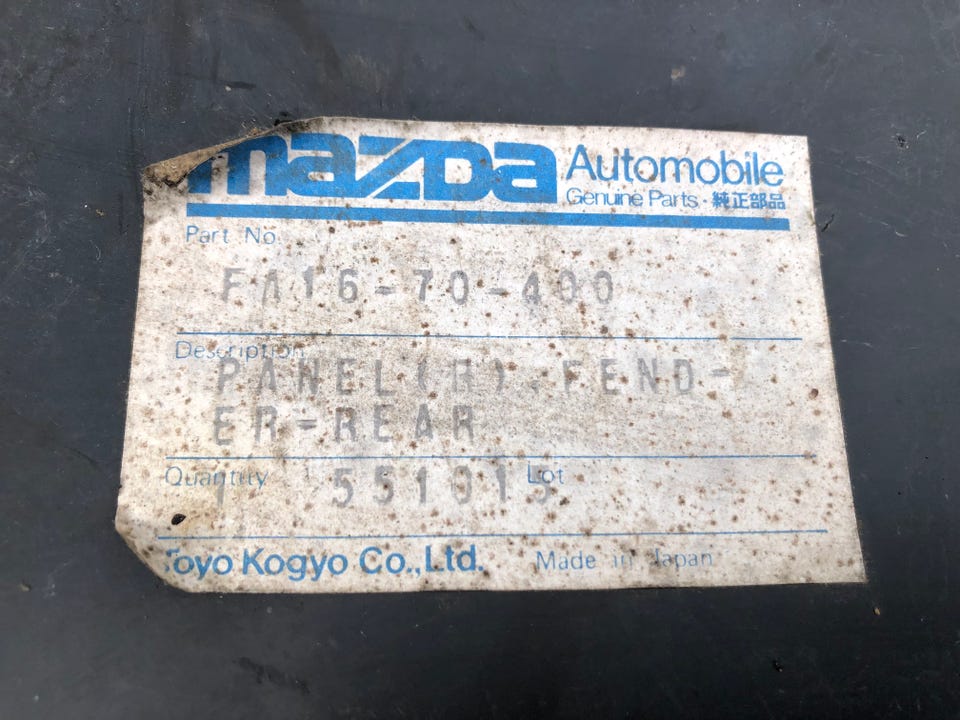 mazda Automobile
Genuine Parts・純正部品
Part No.
FA16-70-400
Description
PANEL(R),FEND-
ER-REAR
Quantity Lot
1 551015
Toyo Kogyo Co.,Ltd. Made in Japan